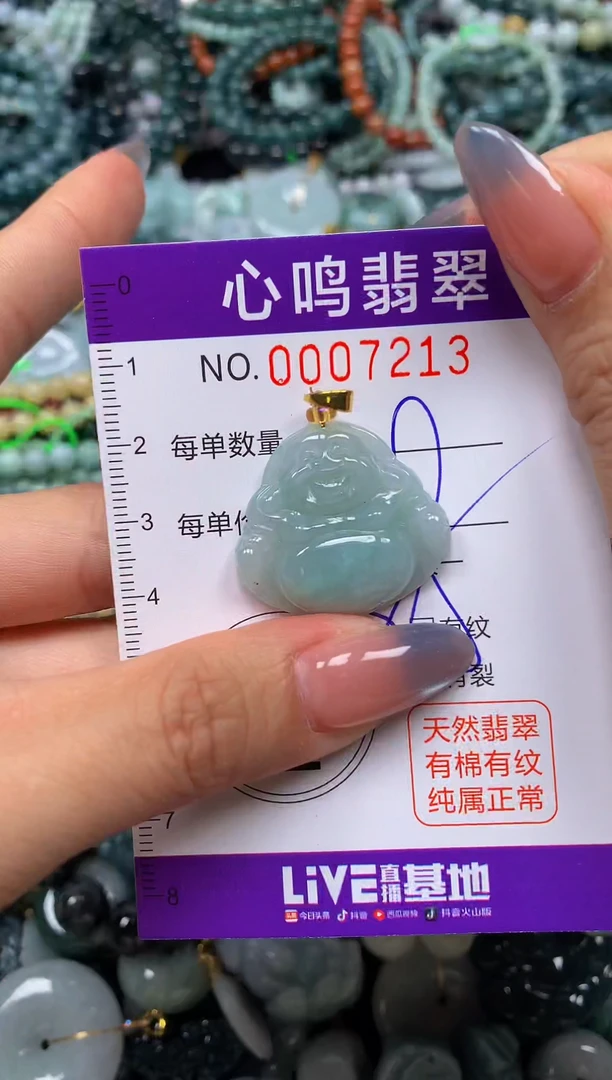 心鸣翡翠
NO.0007213
0
1
2
3
4
7
8
每单数量
每单
有纹
裂
天然翡翠
有棉有纹
纯属正常
LiVE直播基地
今日头条 抖音 西瓜视频 抖音火山版